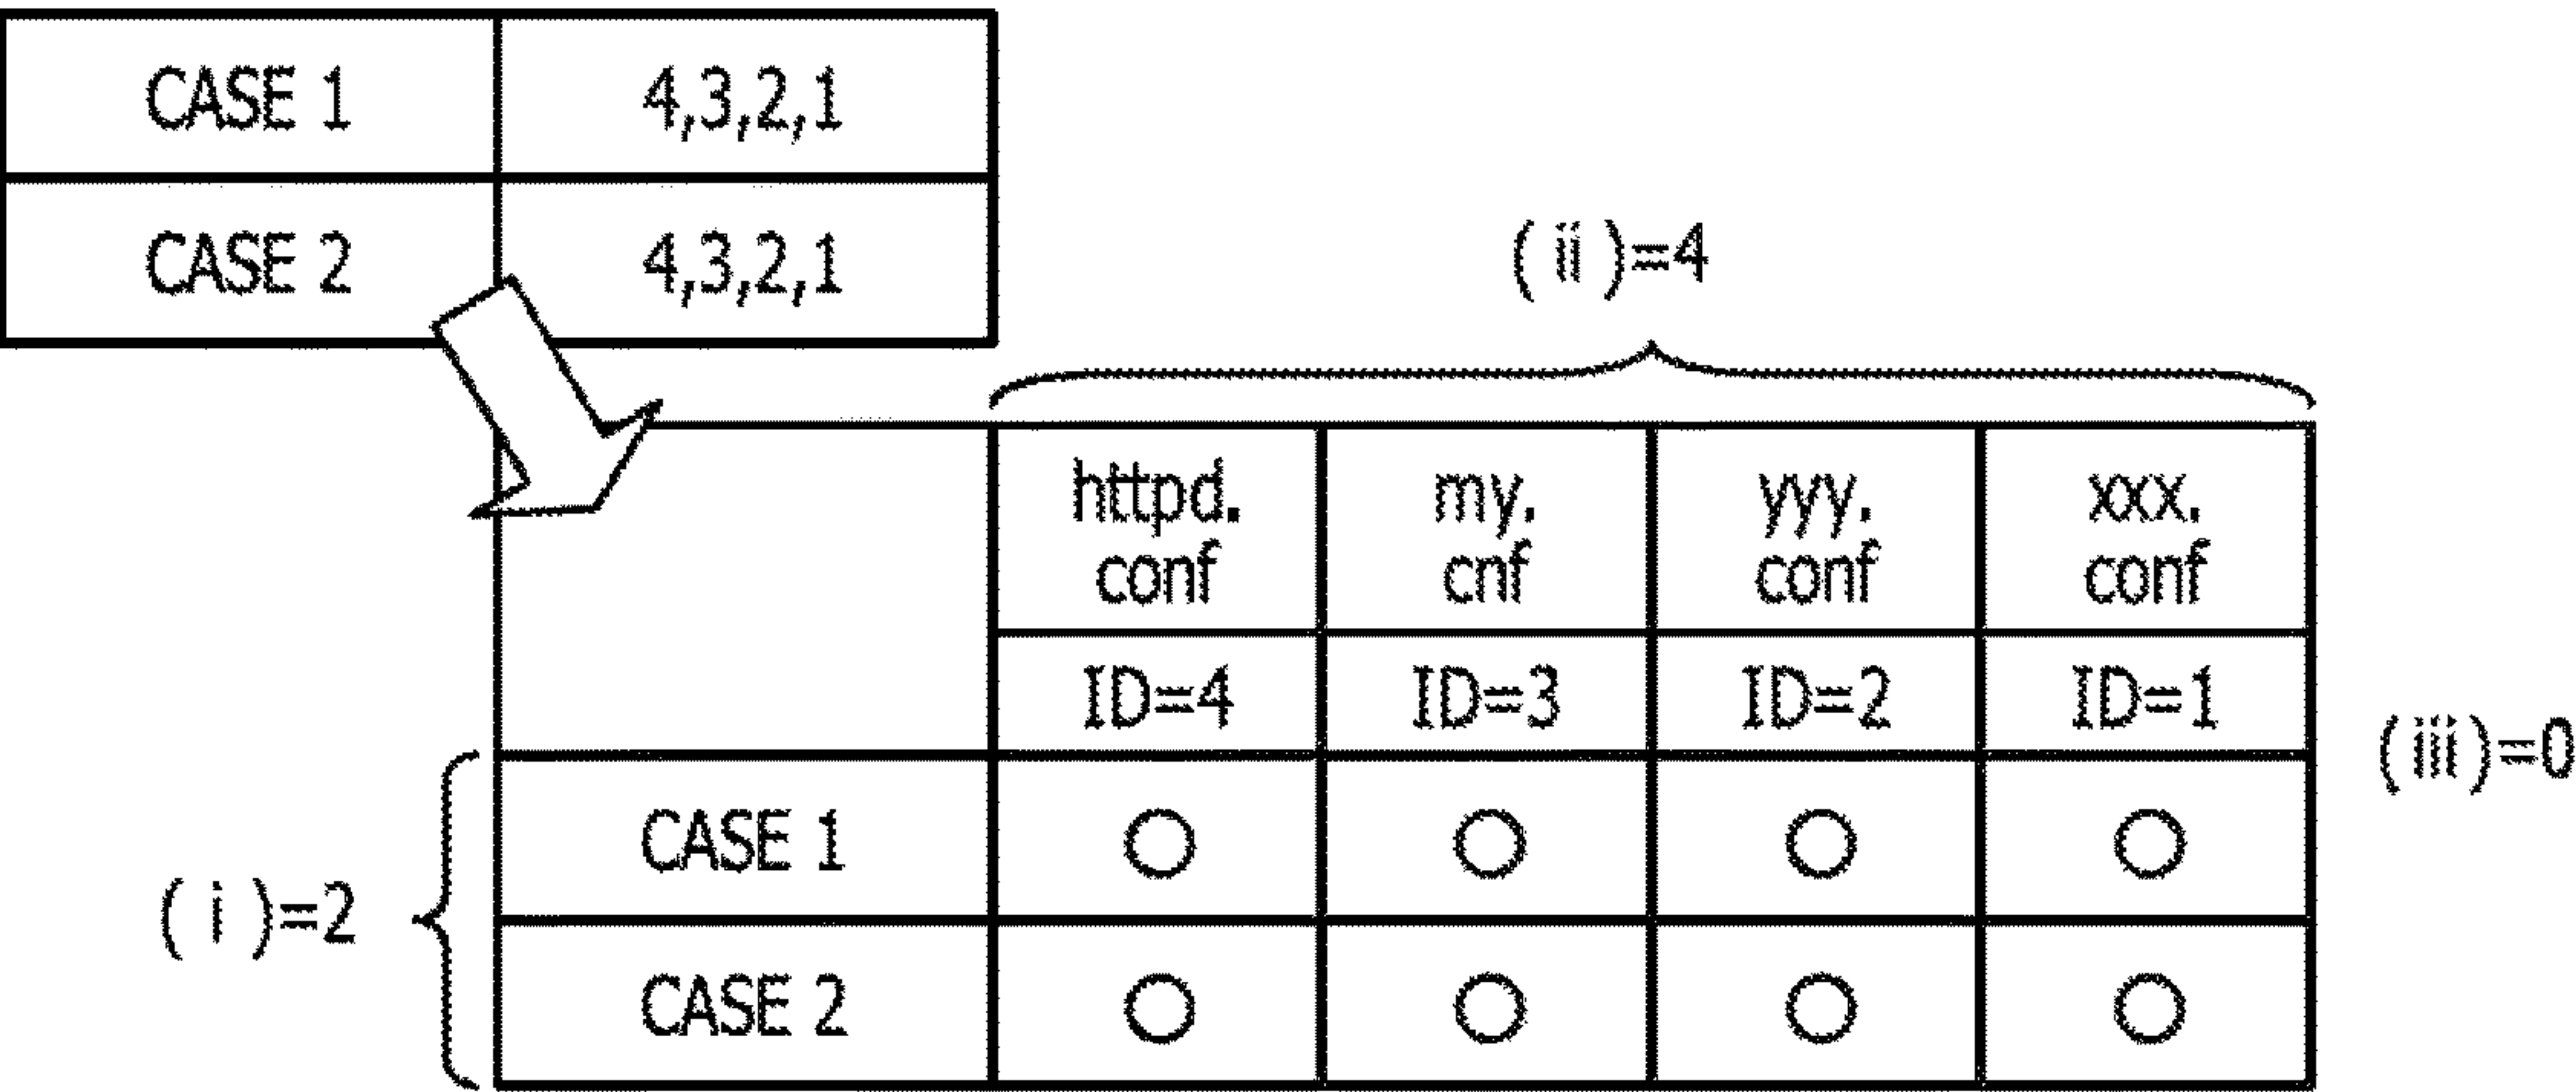 CASE 1 4,3,2,1
CASE 2 4,3,2,1
( ii )=4
httpd. my. yyy. xxx.
conf cnf conf conf
ID=4 ID=3 ID=2 ID=1
(iii)=0
CASE 1 ○ ○ ○ ○
( i )=2
CASE 2 ○ ○ ○ ○